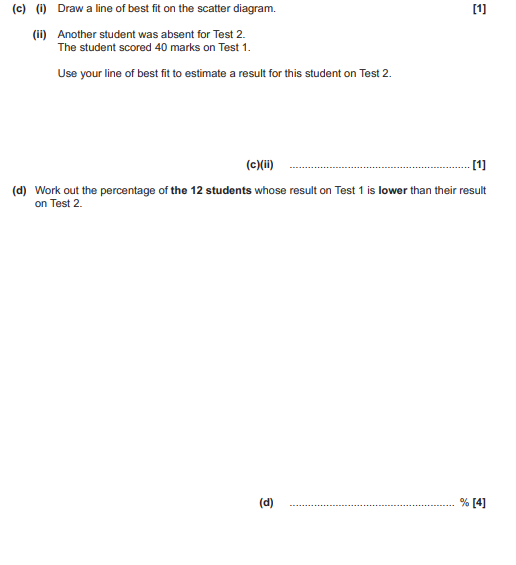 (c) (i) Draw a line of best fit on the scatter diagram. [1]
(ii) Another student was absent for Test 2.
The student scored 40 marks on Test 1.
Use your line of best fit to estimate a result for this student on Test 2.
(c)(ii) ............................................................ [1]
(d) Work out the percentage of the 12 students whose result on Test 1 is lower than their result
on Test 2.
(d) ....................................................... % [4]